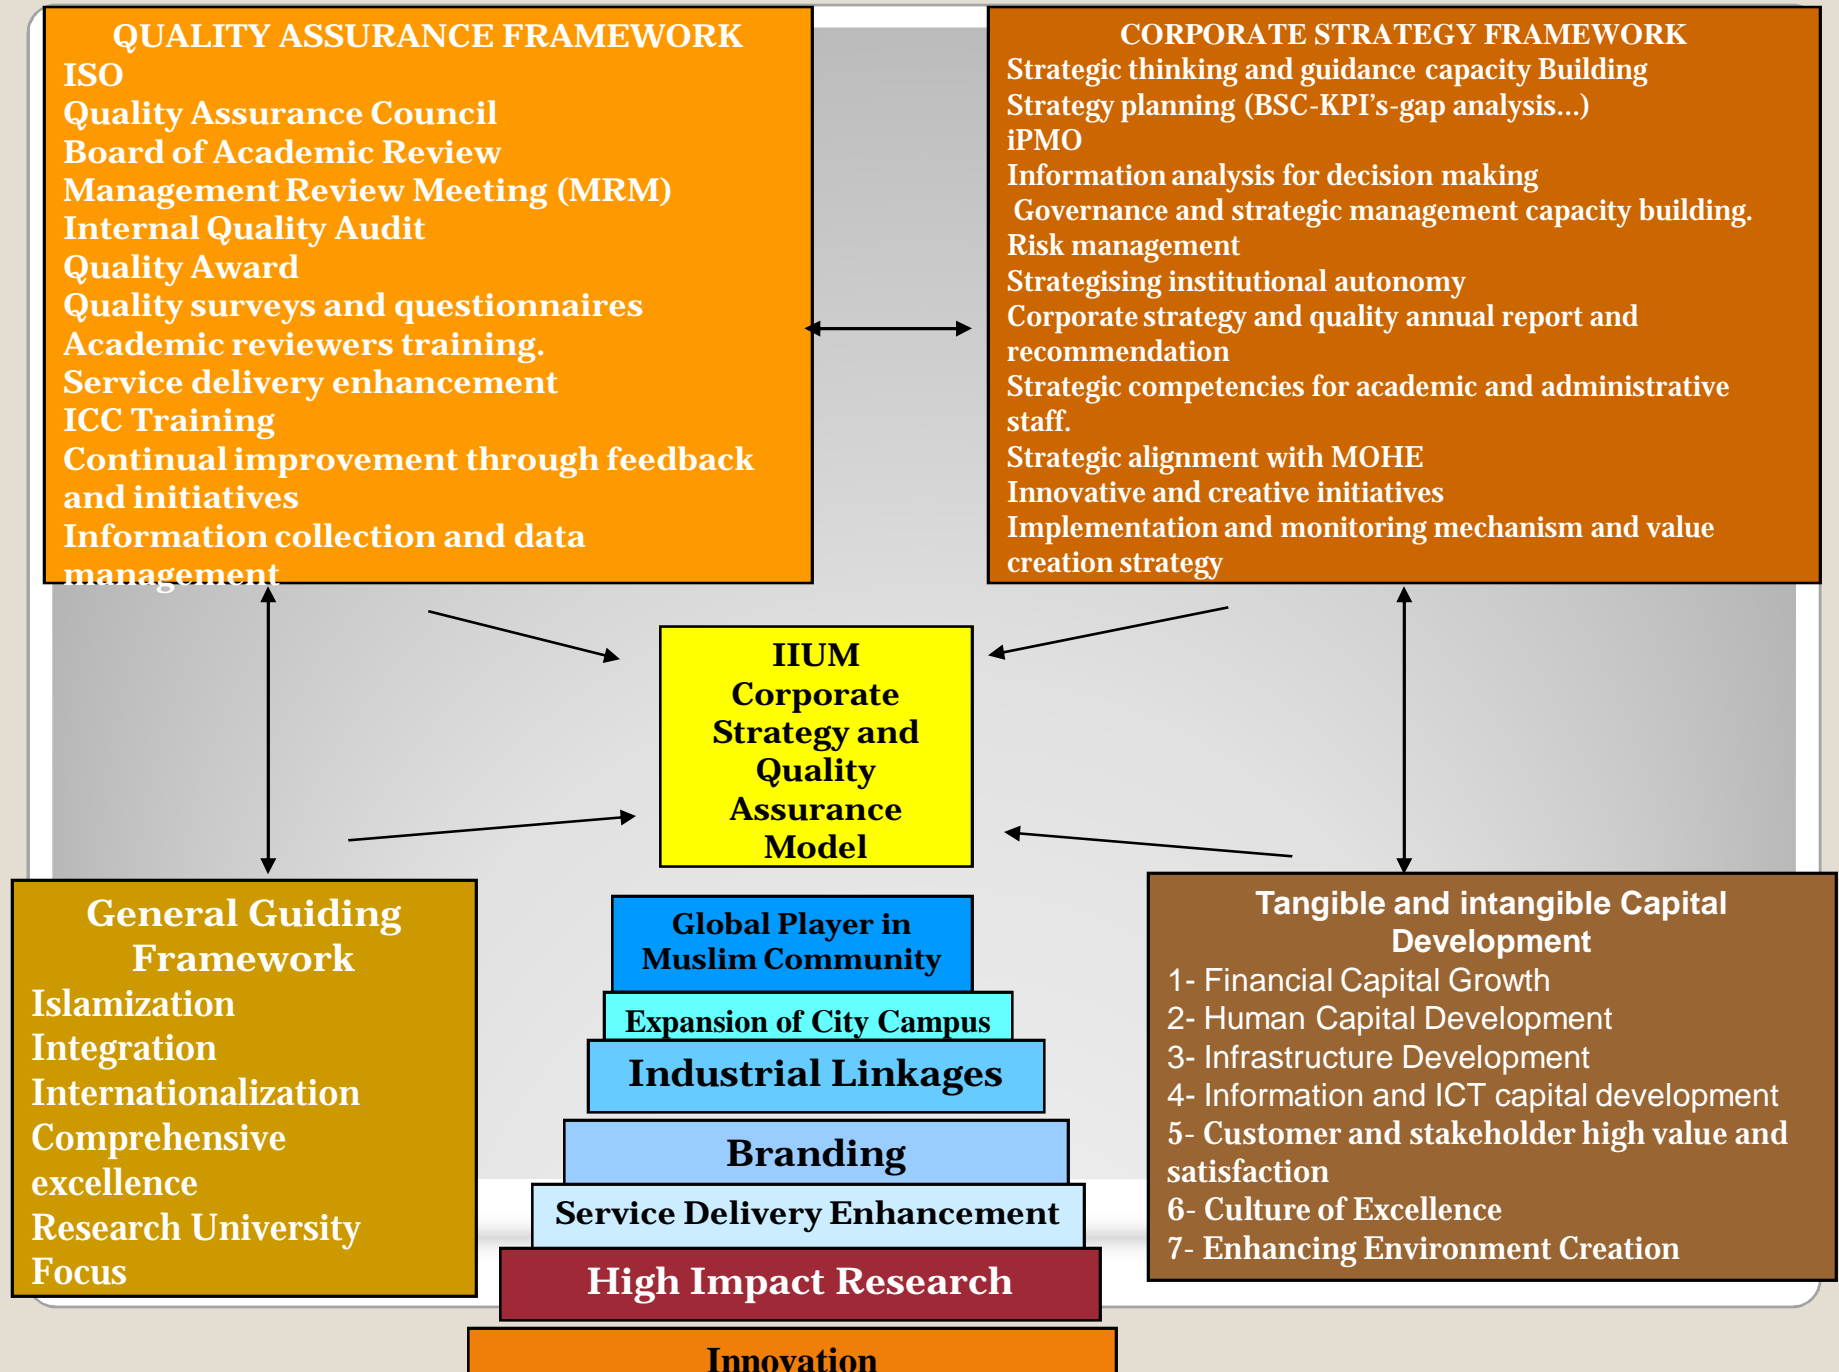 QUALITY ASSURANCE FRAMEWORK
ISO
Quality Assurance Council
Board of Academic Review
Management Review Meeting (MRM)
Internal Quality Audit
Quality Award
Quality surveys and questionnaires
Academic reviewers training.
Service delivery enhancement
ICC Training
Continual improvement through feedback
and initiatives
Information collection and data
management
CORPORATE STRATEGY FRAMEWORK
Strategic thinking and guidance capacity Building
Strategy planning (BSC-KPI's-gap analysis...)
iPMO
Information analysis for decision making
Governance and strategic management capacity building.
Risk management
Strategising institutional autonomy
Corporate strategy and quality annual report and
recommendation
Strategic competencies for academic and administrative
staff.
Strategic alignment with MOHE
Innovative and creative initiatives
Implementation and monitoring mechanism and value
creation strategy
IIUM
Corporate
Strategy and
Quality
Assurance
Model
General Guiding
Framework
Islamization
Integration
Internationalization
Comprehensive
excellence
Research University
Focus
Global Player in
Muslim Community
Expansion of City Campus
Industrial Linkages
Branding
Service Delivery Enhancement
High Impact Research
Innovation
Tangible and intangible Capital
Development
1- Financial Capital Growth
2- Human Capital Development
3- Infrastructure Development
4- Information and ICT capital development
5- Customer and stakeholder high value and
satisfaction
6- Culture of Excellence
7- Enhancing Environment Creation